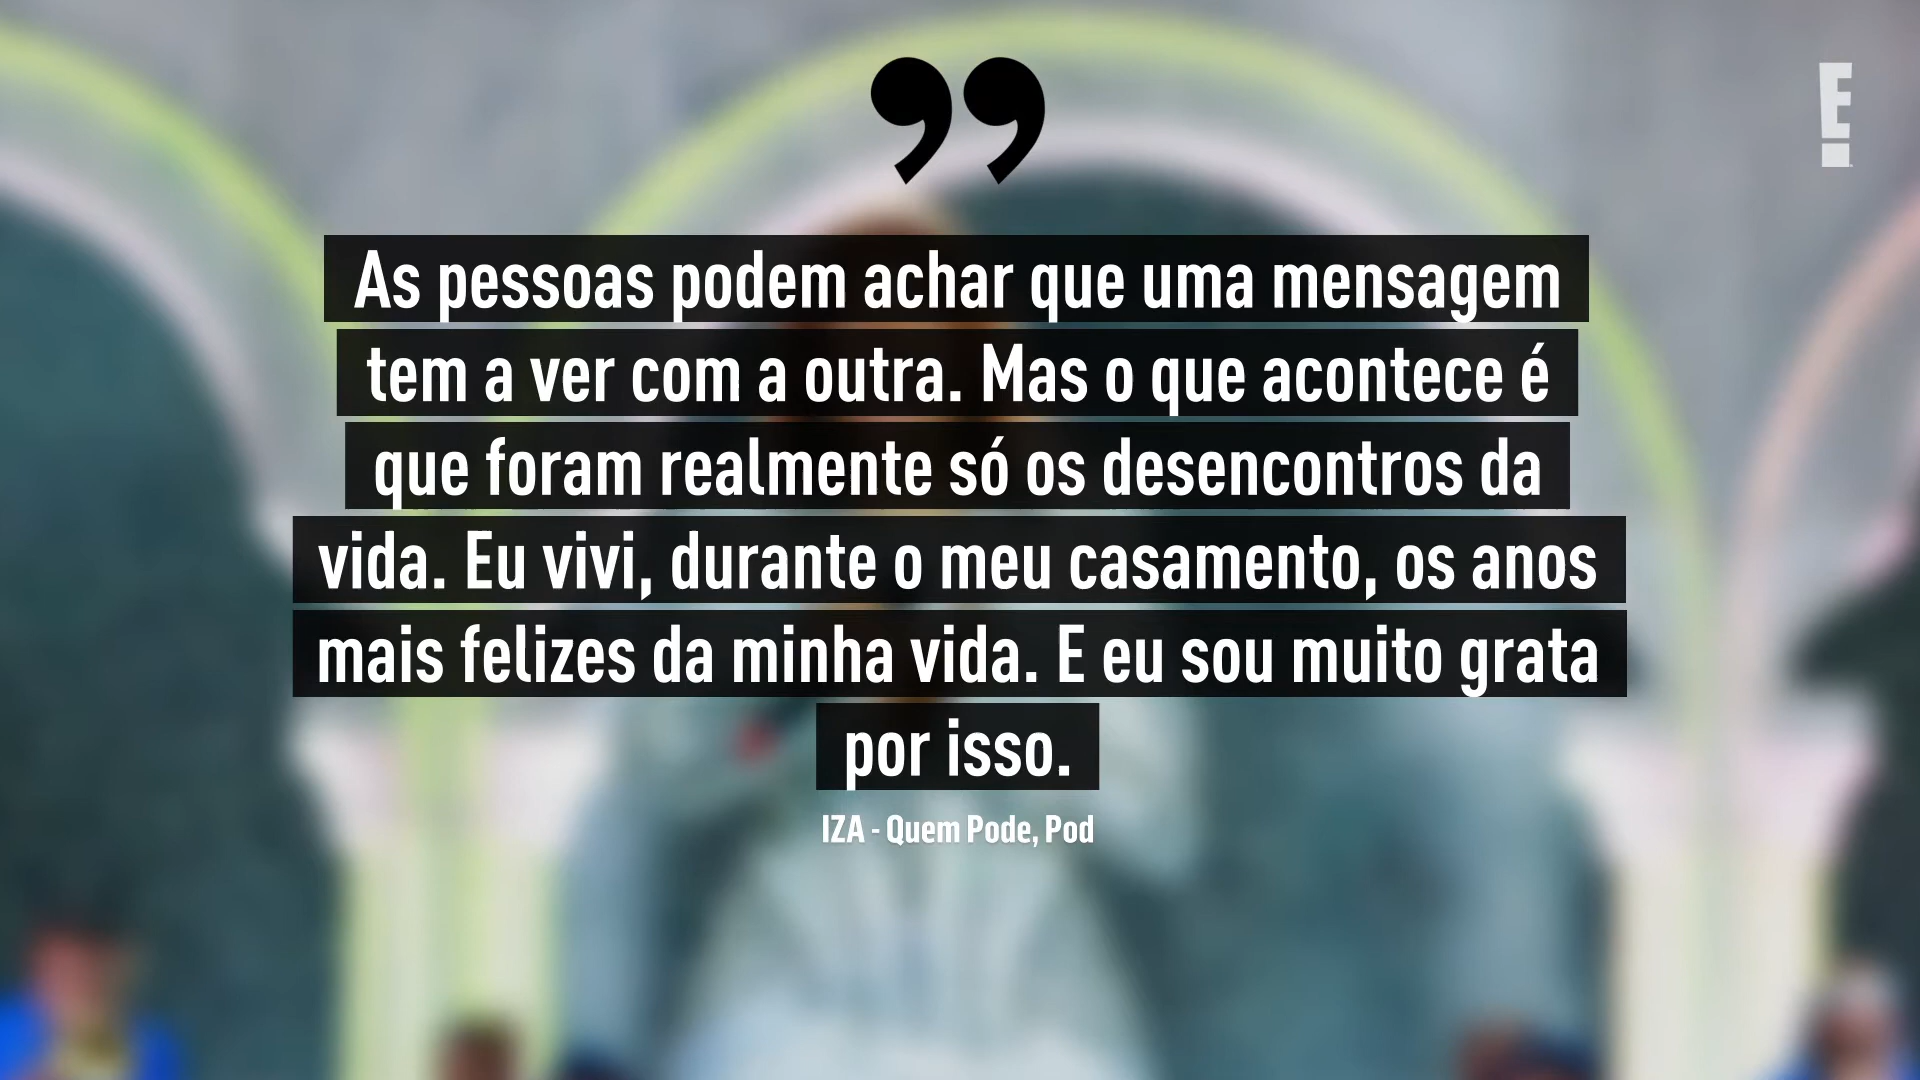 ”
E!
As pessoas podem achar que uma mensagem
tem a ver com a outra. Mas o que acontece é
que foram realmente só os desencontros da
vida. Eu vivi, durante o meu casamento, os anos
mais felizes da minha vida. E eu sou muito grata
por isso.
IZA - Quem Pode, Pod